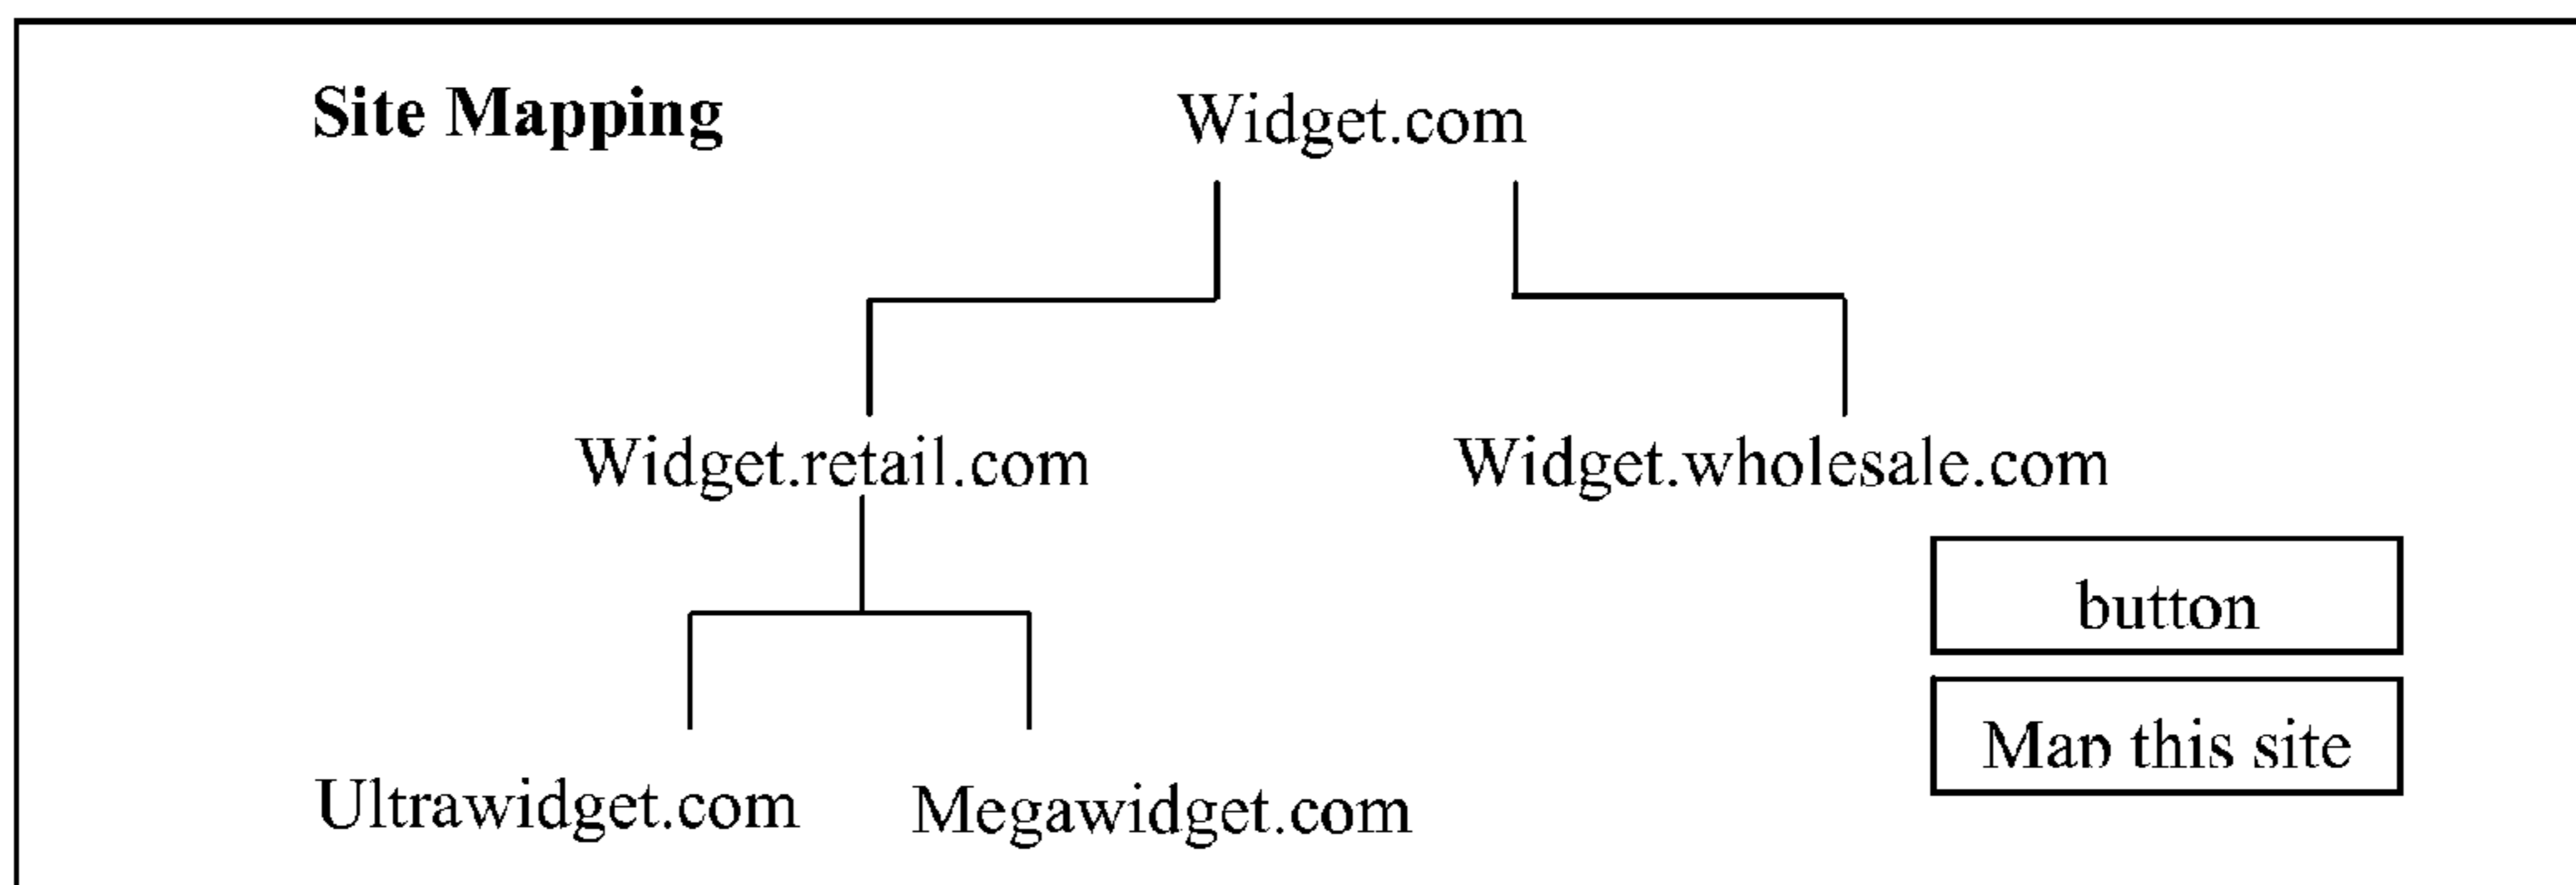 Site Mapping
Widget.com
Widget.retail.com
Widget.wholesale.com
button
Map this site
Ultrawidget.com
Megawidget.com